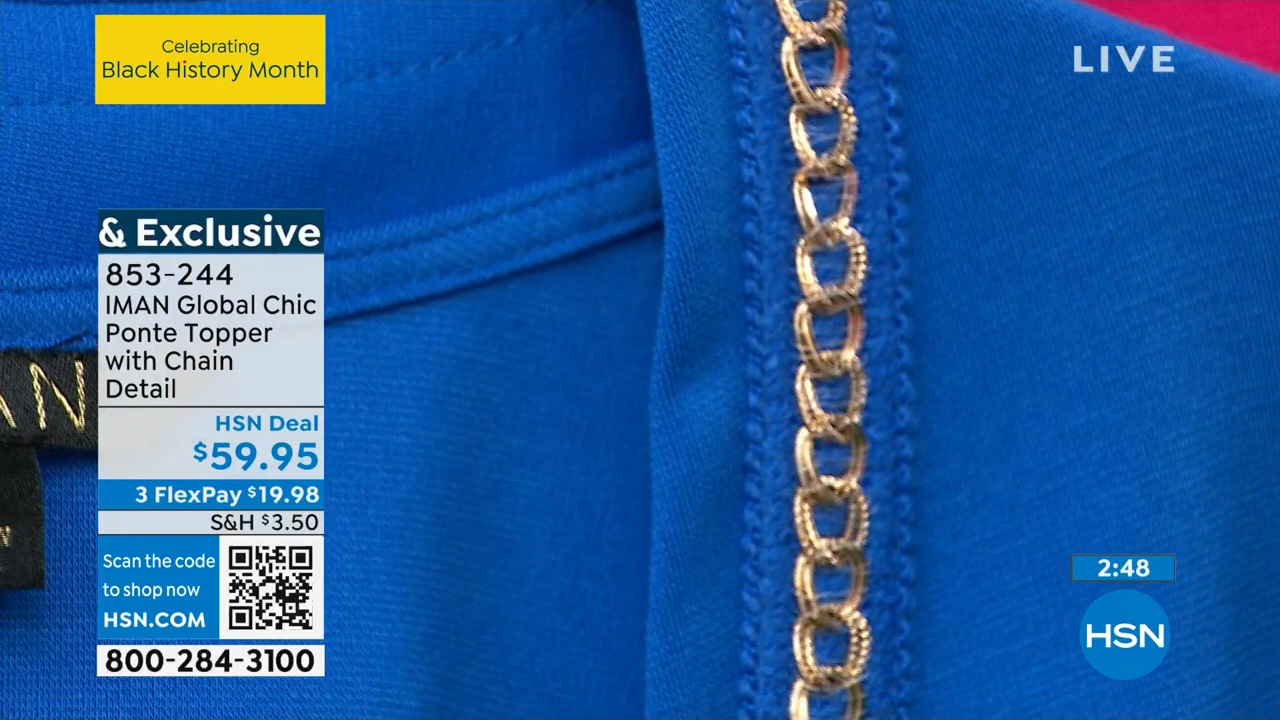 Celebrating
Black History Month
LIVE
& Exclusive
853-244
IMAN Global Chic
Ponte Topper
with Chain
Detail
HSN Deal
$59.95
3 FlexPay $19.98
S&H $3.50
Scan the code
to shop now
HSN.COM
800-284-3100
AN
2:48
HSN